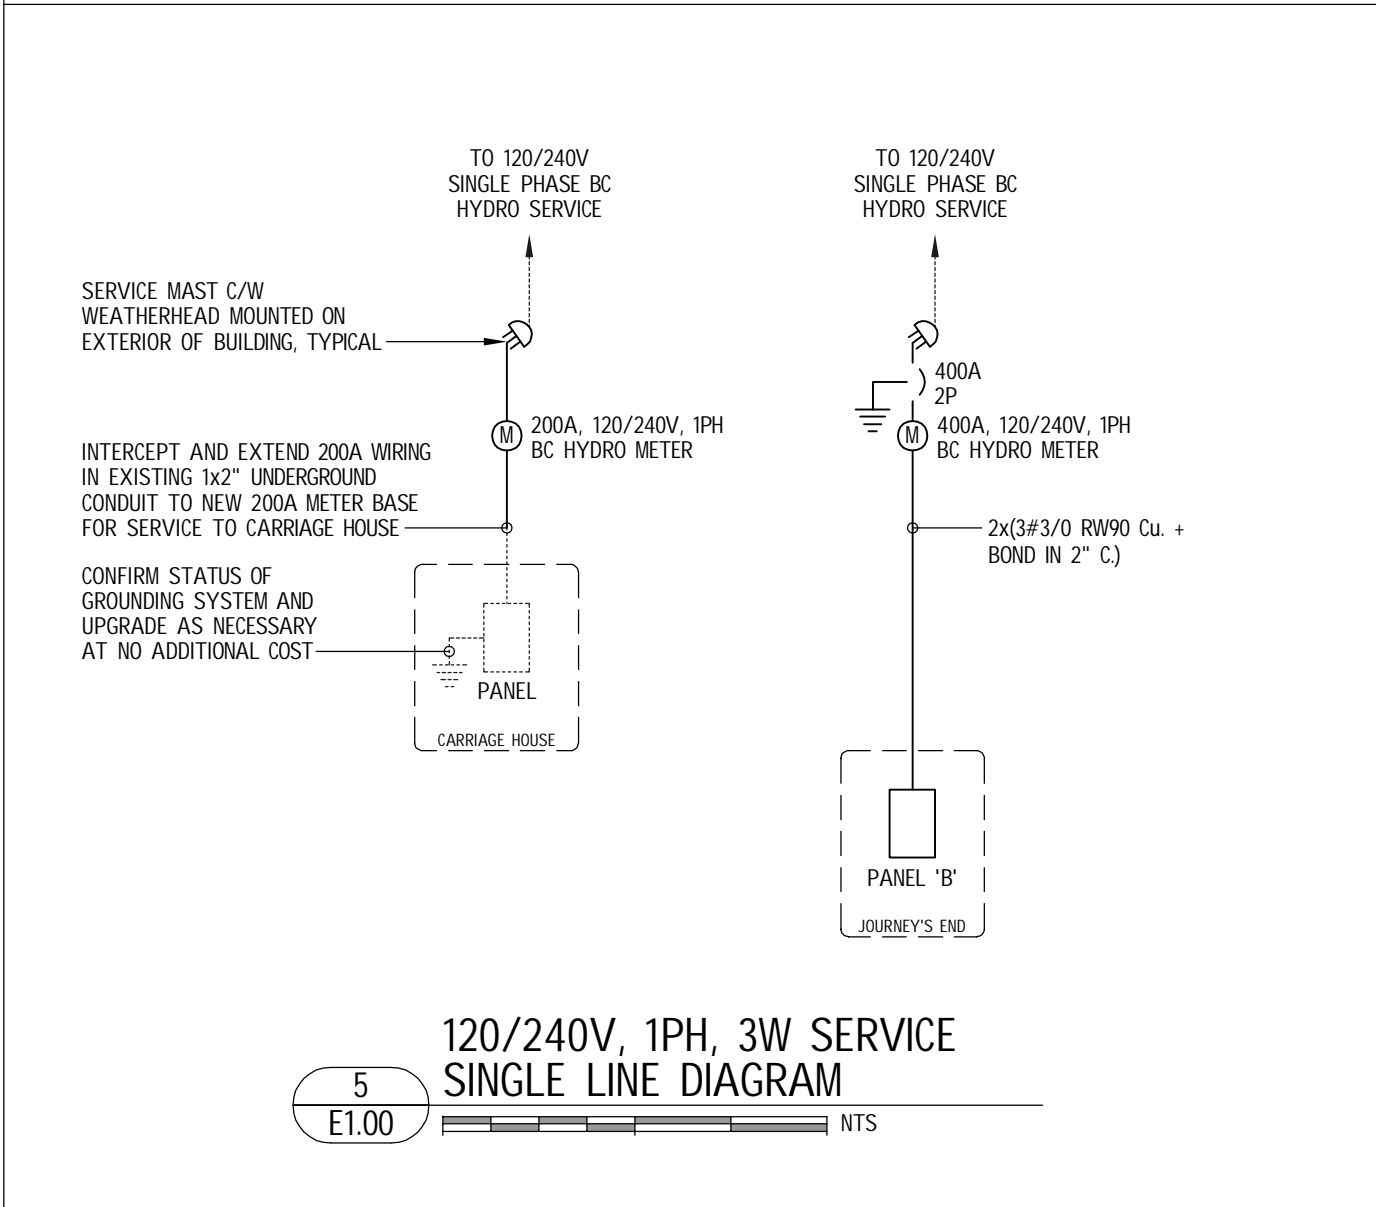 TO 120/240V
SINGLE PHASE BC
HYDRO SERVICE
TO 120/240V
SINGLE PHASE BC
HYDRO SERVICE
SERVICE MAST C/W
WEATHERHEAD MOUNTED ON
EXTERIOR OF BUILDING, TYPICAL
400A
2P
M
200A, 120/240V, 1PH
BC HYDRO METER
M
400A, 120/240V, 1PH
BC HYDRO METER
INTERCEPT AND EXTEND 200A WIRING
IN EXISTING 1x2" UNDERGROUND
CONDUIT TO NEW 200A METER BASE
FOR SERVICE TO CARRIAGE HOUSE
2x(3#3/0 RW90 Cu. +
BOND IN 2" C.)
CONFIRM STATUS OF
GROUNDING SYSTEM AND
UPGRADE AS NECESSARY
AT NO ADDITIONAL COST
PANEL
CARRIAGE HOUSE
PANEL 'B'
JOURNEY'S END
120/240V, 1PH, 3W SERVICE
SINGLE LINE DIAGRAM
5
E1.00
NTS